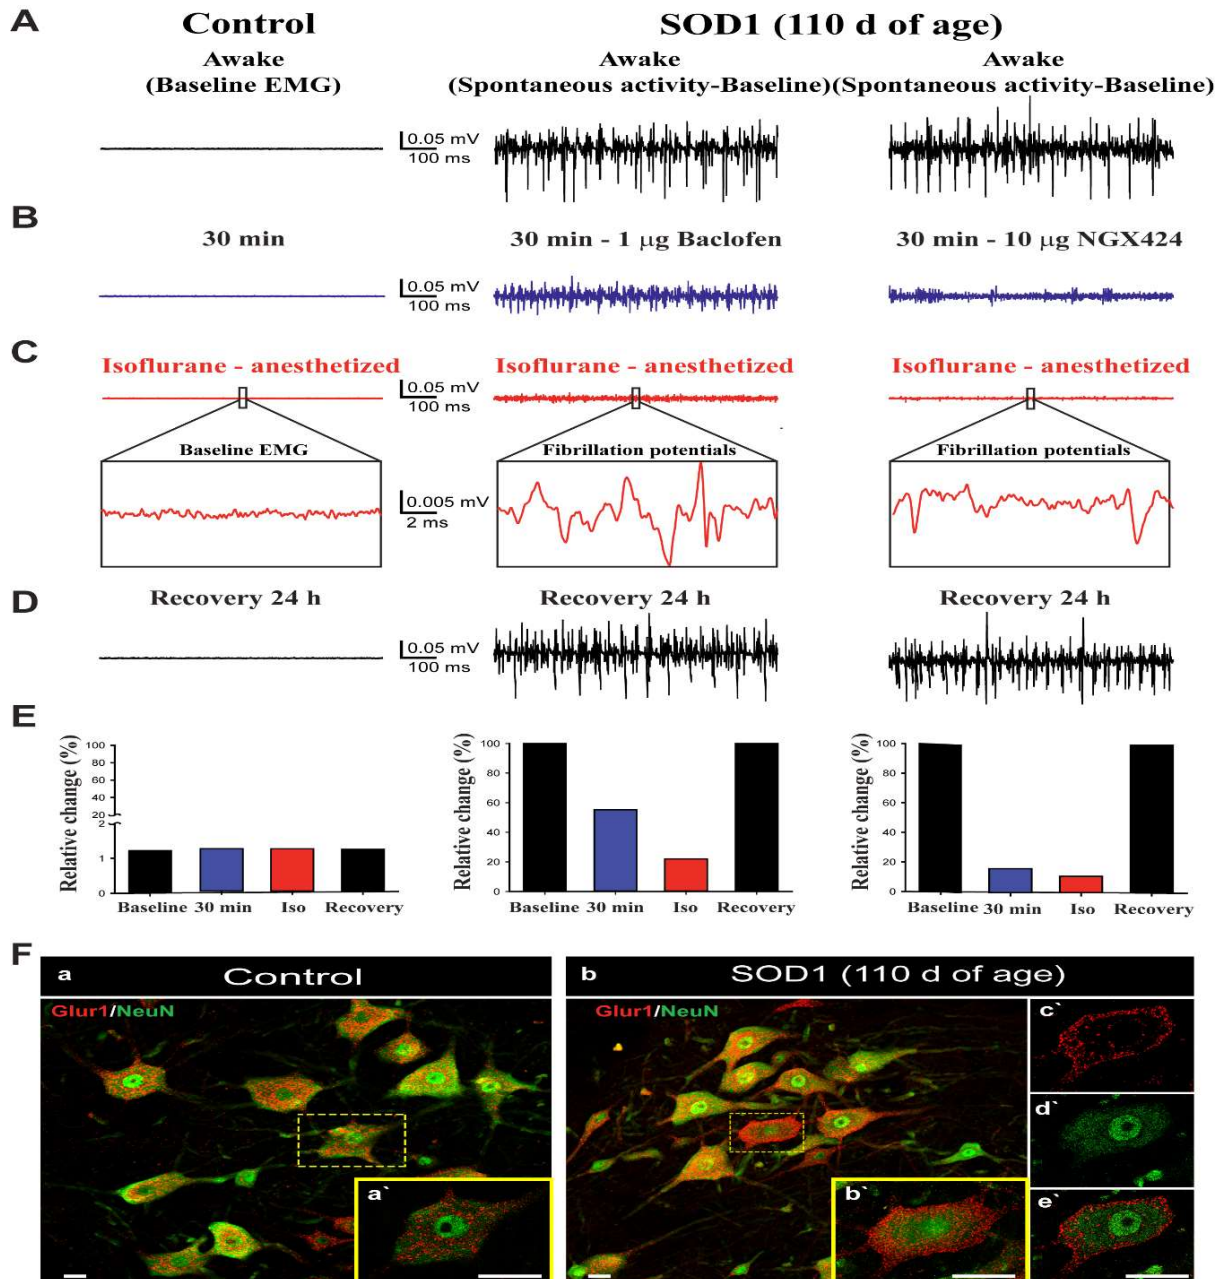 A
Control
SOD1 (110 d of age)
Awake
(Baseline EMG)
Awake
(Spontaneous activity-Baseline)
Awake
(Spontaneous activity-Baseline)
0.05 mV
100 ms
B
30 min
30 min - 1 µg Baclofen
30 min - 10 µg NGX424
0.05 mV
100 ms
C
Isoflurane - anesthetized
Isoflurane - anesthetized
Isoflurane - anesthetized
0.05 mV
100 ms
Baseline EMG
Fibrillation potentials
Fibrillation potentials
0.005 mV
2 ms
D
Recovery 24 h
Recovery 24 h
Recovery 24 h
0.05 mV
100 ms
E
Relative change (%)
100
80
60
40
20
2
1
0
Baseline 30 min Iso Recovery
Relative change (%)
100
80
60
40
20
0
Baseline 30 min Iso Recovery
Relative change (%)
100
80
60
40
20
0
Baseline 30 min Iso Recovery
F
a
Control
b
SOD1 (110 d of age)
Glur1/NeuN
Glur1/NeuN
a`
b`
c`
d`
e`